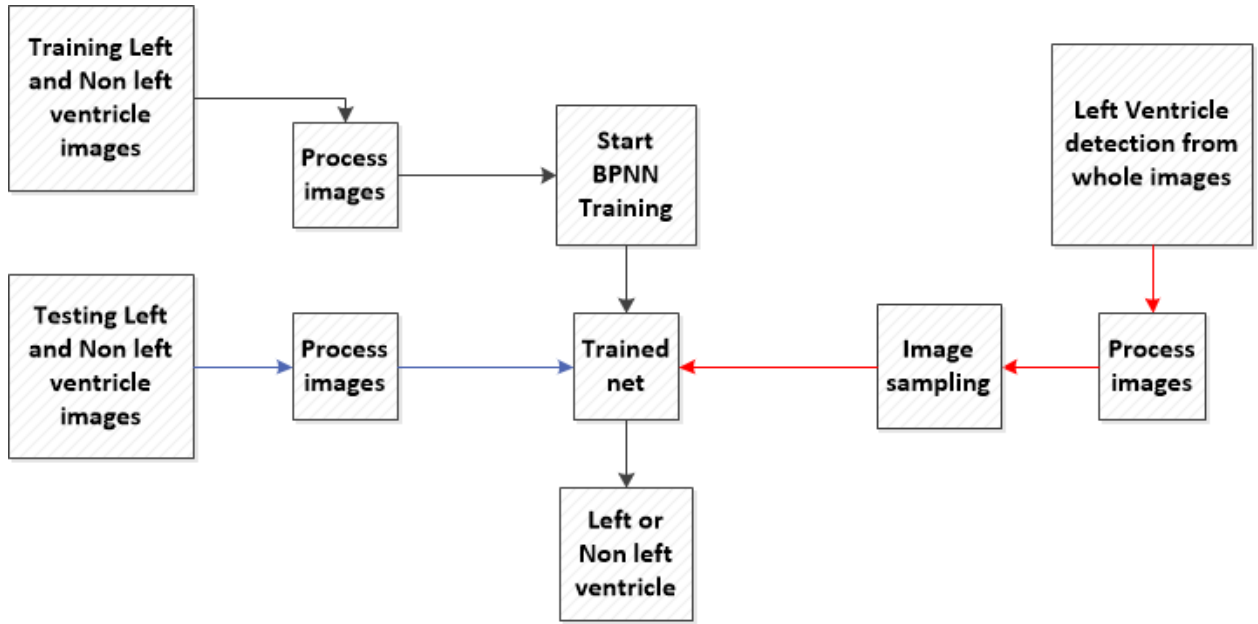 Training Left
and Non left
ventricle
images
Process
images
Start
BPNN
Training
Left Ventricle
detection from
whole images
Testing Left
and Non left
ventricle
images
Process
images
Trained
net
Image
sampling
Process
images
Left or
Non left
ventricle